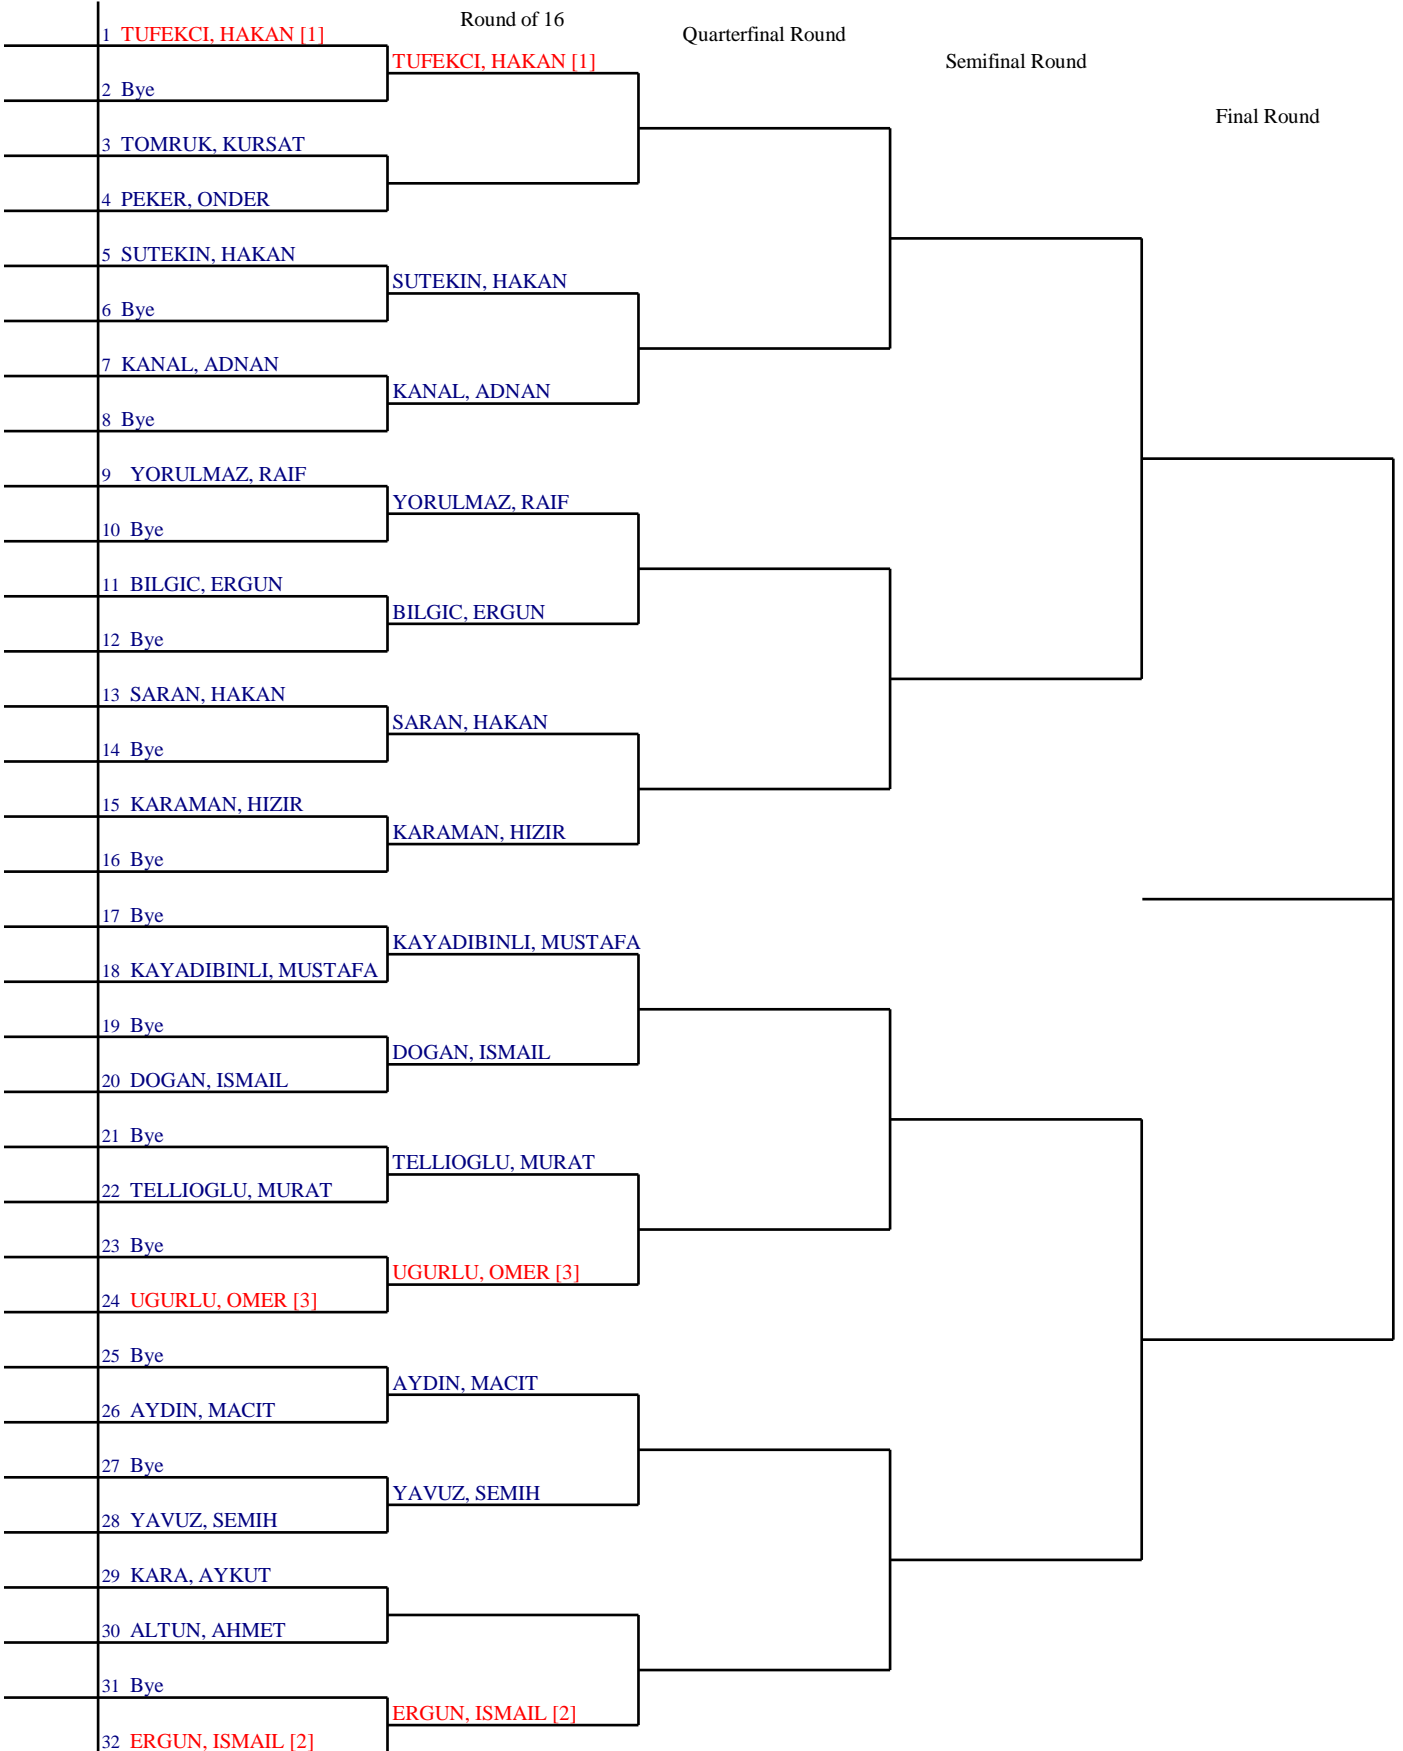 Round of 16
Quarterfinal Round
Semifinal Round
Final Round
1 TUFEKCI, HAKAN [1]
TUFEKCI, HAKAN [1]
2 Bye
3 TOMRUK, KURSAT
4 PEKER, ONDER
5 SUTEKIN, HAKAN
SUTEKIN, HAKAN
6 Bye
7 KANAL, ADNAN
KANAL, ADNAN
8 Bye
9 YORULMAZ, RAIF
YORULMAZ, RAIF
10 Bye
11 BILGIC, ERGUN
BILGIC, ERGUN
12 Bye
13 SARAN, HAKAN
SARAN, HAKAN
14 Bye
15 KARAMAN, HIZIR
KARAMAN, HIZIR
16 Bye
17 Bye
KAYADIBINLI, MUSTAFA
18 KAYADIBINLI, MUSTAFA
19 Bye
DOGAN, ISMAIL
20 DOGAN, ISMAIL
21 Bye
TELLIOGLU, MURAT
22 TELLIOGLU, MURAT
23 Bye
UGURLU, OMER [3]
24 UGURLU, OMER [3]
25 Bye
AYDIN, MACIT
26 AYDIN, MACIT
27 Bye
YAVUZ, SEMIH
28 YAVUZ, SEMIH
29 KARA, AYKUT
30 ALTUN, AHMET
31 Bye
ERGUN, ISMAIL [2]
32 ERGUN, ISMAIL [2]